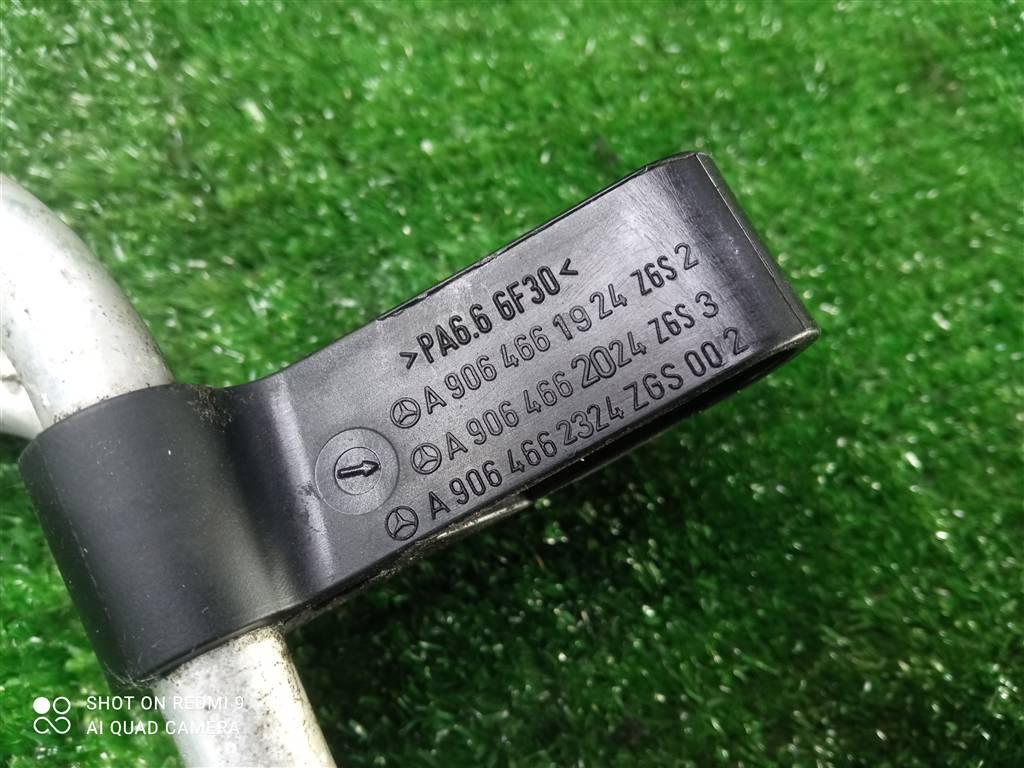 >PA6.6 GF30<
A 906 466 19 24 ZGS 2
A 906 466 2024 ZGS 3
A 906 466 2324 ZGS 00 2
SHOT ON REDMI 9
AI QUAD CAMERA